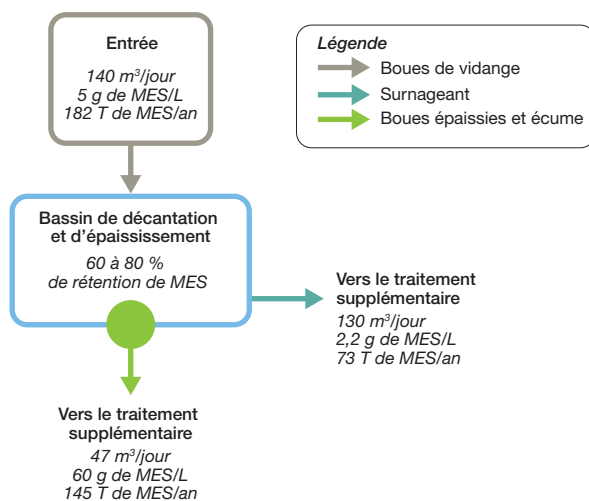 Entrée
140 m³/jour
5 g de MES/L
182 T de MES/an
Légende
Boues de vidange
Surnageant
Boues épaissies et écume
Bassin de décantation
et d'épaississement
60 à 80 %
de rétention de MES
Vers le traitement
supplémentaire
130 m³/jour
2,2 g de MES/L
73 T de MES/an
Vers le traitement
supplémentaire
47 m³/jour
60 g de MES/L
145 T de MES/an